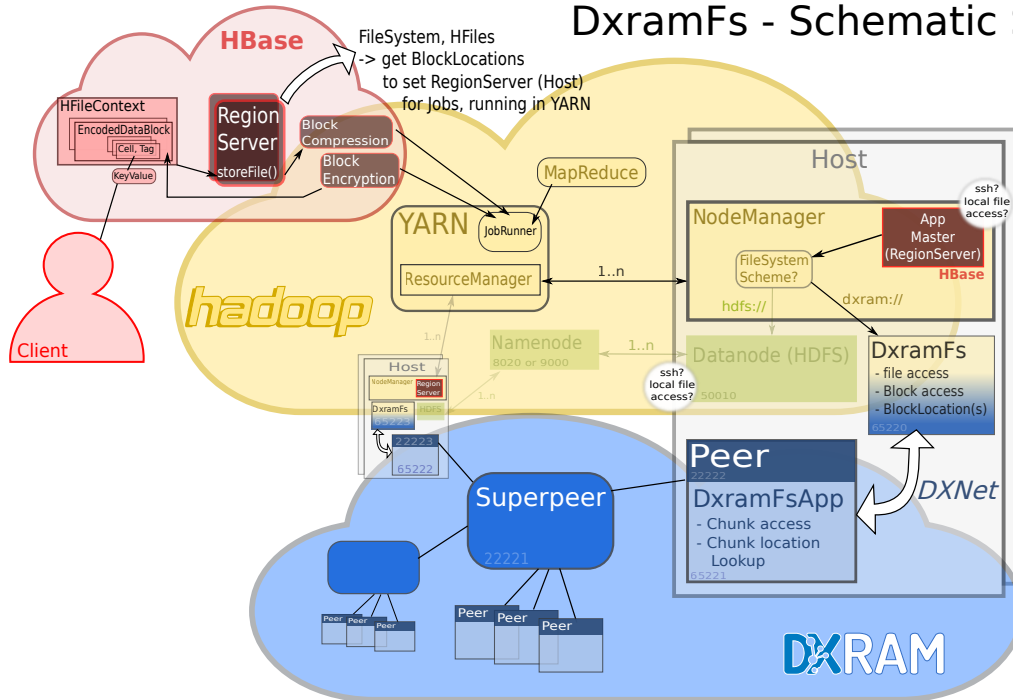 DxramFs - Schematic
HBase
FileSystem, HFiles
-> get BlockLocations
to set RegionServer (Host)
for Jobs, running in YARN
HFileContext
EncodedDataBlock
Cell, Tag
KeyValue
Region
Server
storeFile()
Block
Compression
Block
Encryption
Client
MapReduce
YARN
JobRunner
ResourceManager
1..n
hadoop
Host
NodeManager
ssh?
local file
access?
App
Master
(RegionServer)
HBase
FileSystem
Scheme?
hdfs://
dxram://
1..n
Namenode
8020 or 9000
1..n
Datanode (HDFS)
50010
ssh?
local file
access?
DxramFs
- file access
- Block access
- BlockLocation(s)
65220
1..n
Host
NodeManager
Region
Server
DxramFs
65223
HDFS
22223
65222
Peer
22222
DxramFsApp
- Chunk access
- Chunk location
Lookup
65221
DXNet
Superpeer
22221
Peer
Peer
Peer
Peer
Peer
Peer
DXRAM